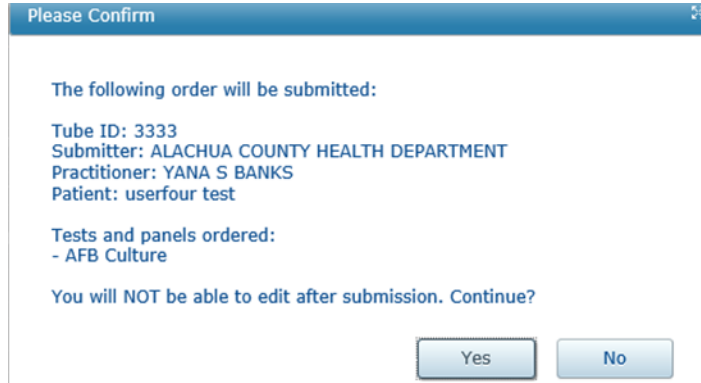 Please Confirm
The following order will be submitted:
Tube ID: 3333
Submitter: ALACHUA COUNTY HEALTH DEPARTMENT
Practitioner: YANA S BANKS
Patient: userfour test
Tests and panels ordered:
- AFB Culture
You will NOT be able to edit after submission. Continue?
Yes No